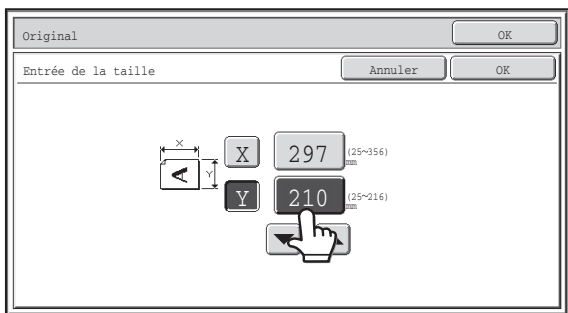 Original OK
Entrée de la taille Annuler OK
X
X 297 (25~356)
mm
A Y
Y 210 (25~216)
mm